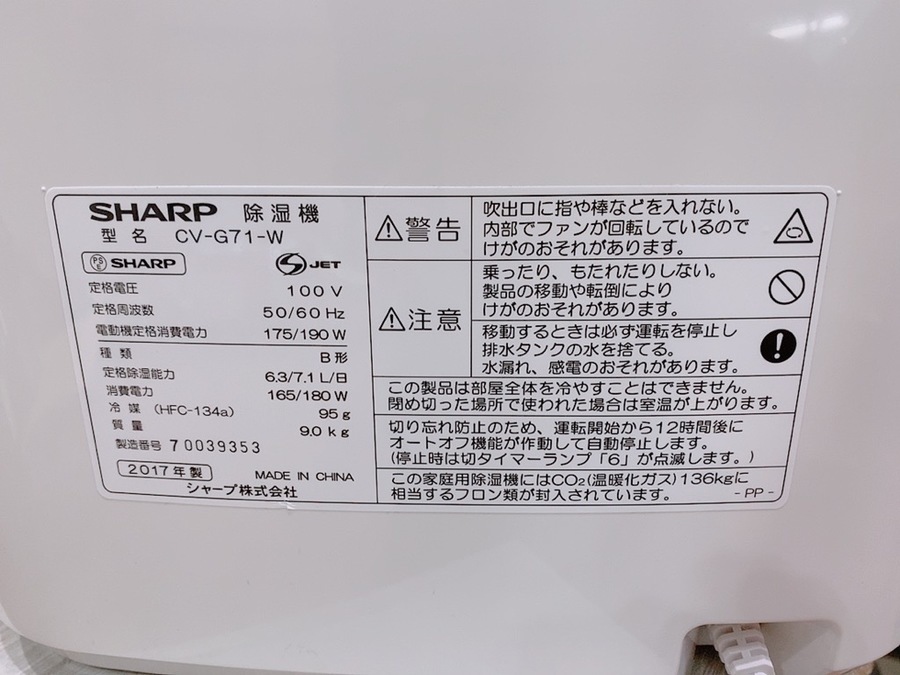 SHARP 除湿機
型名 CV-G71-W
PS E SHARP
S JET
定格電圧 100V
定格周波数 50/60 Hz
電動機定格消費電力 175/190 W
種類 B形
定格除湿能力 6.3/7.1 L/日
消費電力 165/180 W
冷媒 (HFC-134a) 95g
質量 9.0kg
製造番号 70039353
2017年製 MADE IN CHINA
シャープ株式会社
警告
吹出口に指や棒などを入れない。
内部でファンが回転しているので
けがのおそれがあります。
注意
乗ったり、もたれたりしない。
製品の移動や転倒により
けがのおそれがあります。
移動するときは必ず運転を停止し
排水タンクの水を捨てる。
水漏れ、感電のおそれがあります。
この製品は部屋全体を冷やすことはできません。
閉め切った場所で使われた場合は室温が上がります。
切り忘れ防止のため、運転開始から12時間後に
オートオフ機能が作動して自動停止します。
(停止時は切タイマーランプ「6」が点滅します。)
この家庭用除湿機にはCO₂(温暖化ガス)136kgに
相当するフロン類が封入されています。 -PP-